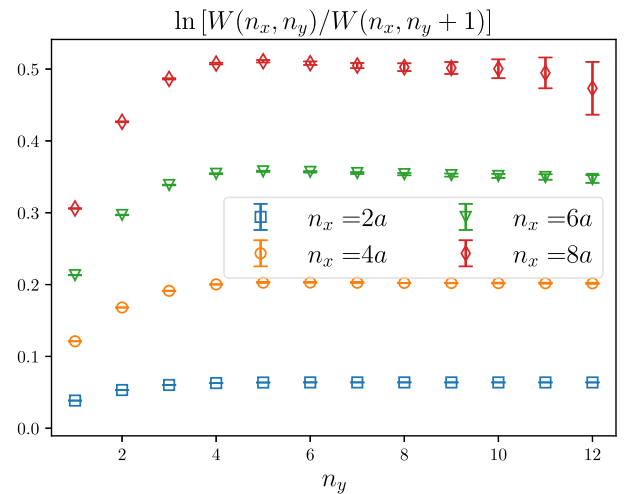 ln [W(n_x, n_y)/W(n_x, n_y + 1)]
0.5
0.4
0.3
0.2
0.1
0.0
n_x =2a
n_x =6a
n_x =4a
n_x =8a
2 4 6 8 10 12
n_y